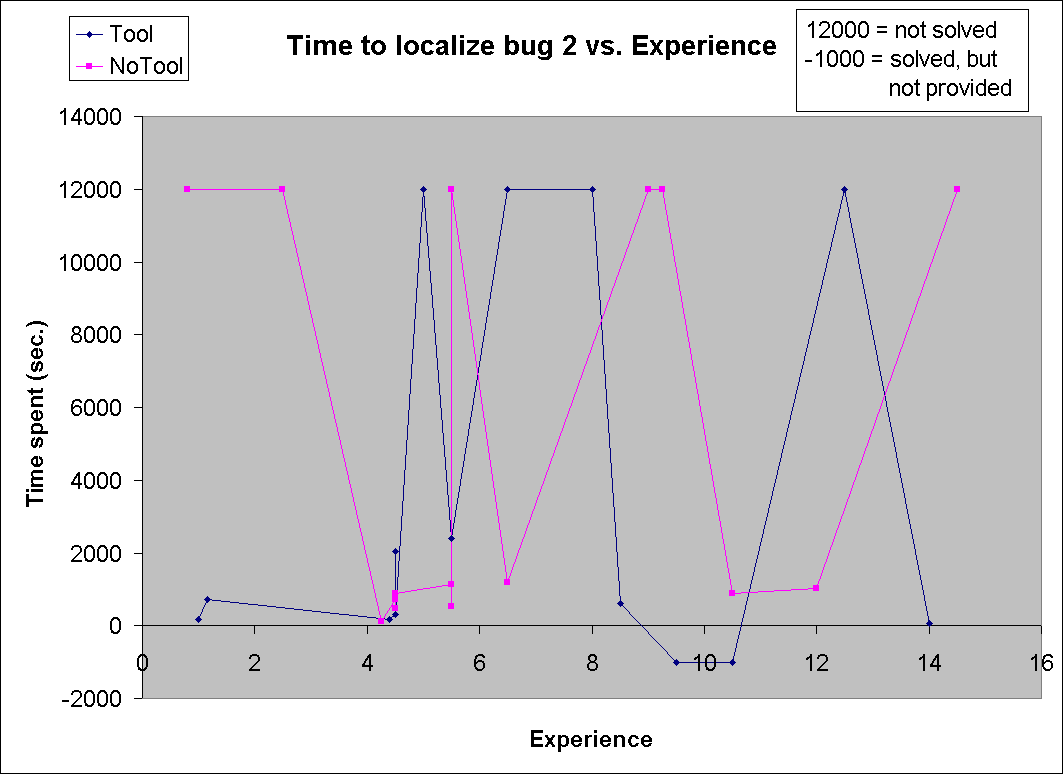 Tool
NoTool
Time to localize bug 2 vs. Experience
12000 = not solved
-1000 = solved, but
not provided
14000
12000
10000
8000
6000
4000
2000
0
-2000
Time spent (sec.)
0 2 4 6 8 10 12 14 16
Experience